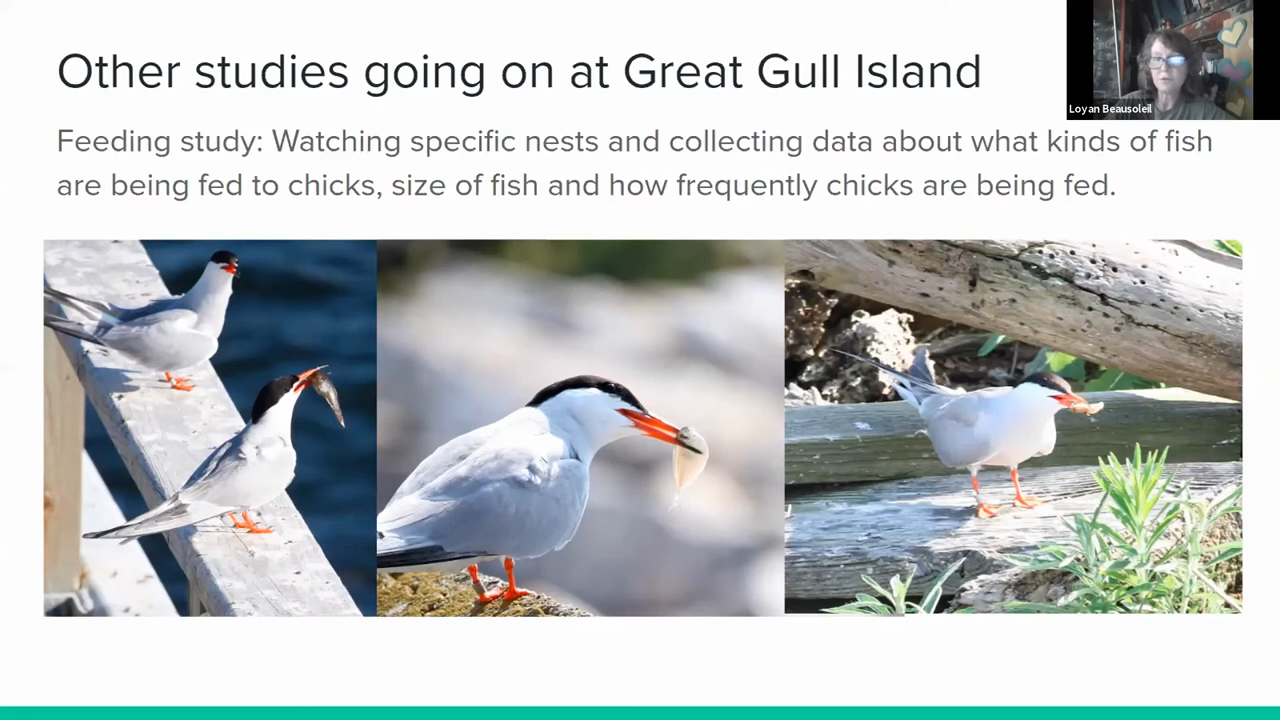 Other studies going on at Great Gull Island
Loyan Beausoleil
Feeding study: Watching specific nests and collecting data about what kinds of fish
are being fed to chicks, size of fish and how frequently chicks are being fed.